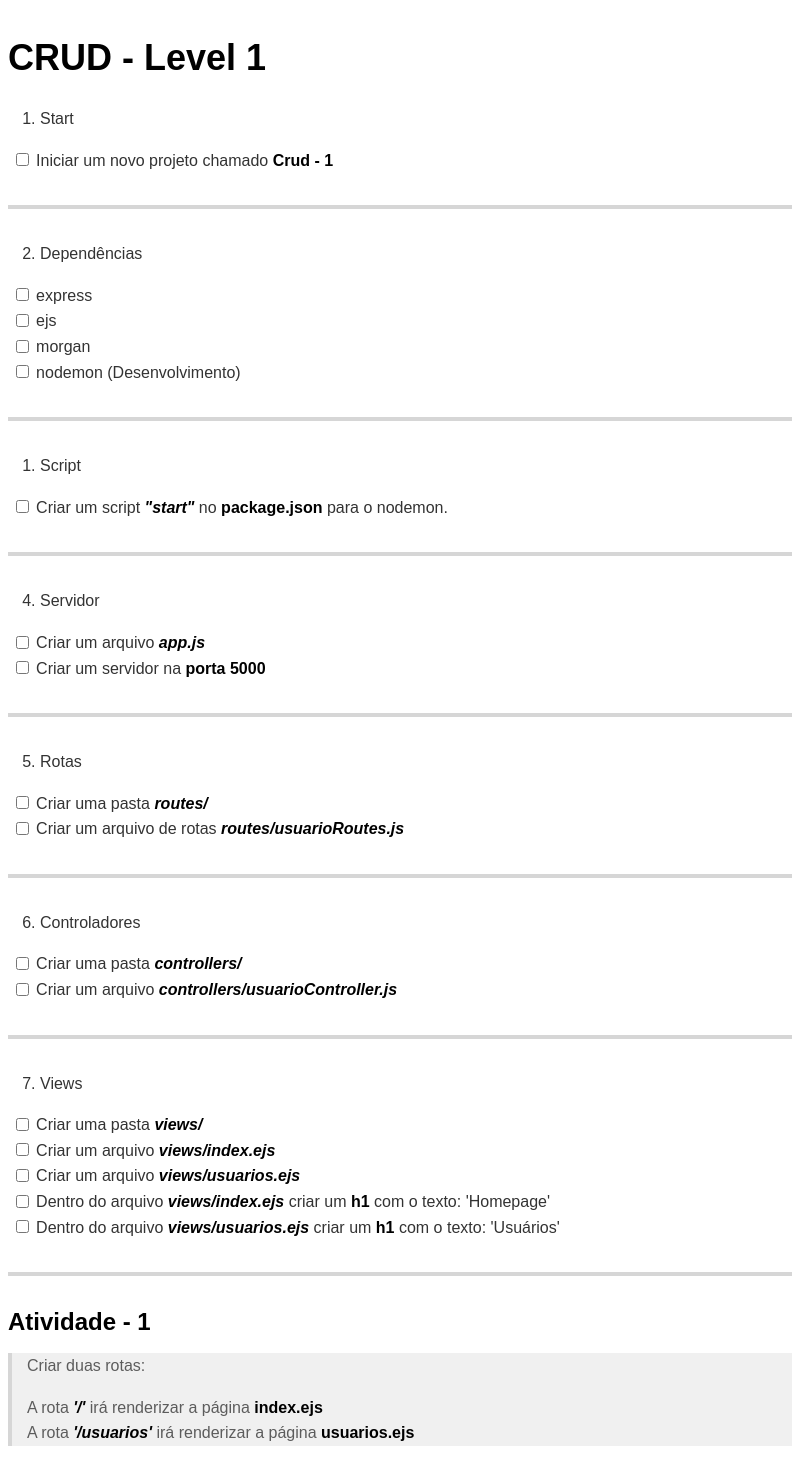 CRUD - Level 1
1. Start
Iniciar um novo projeto chamado Crud - 1
2. Dependências
express
ejs
morgan
nodemon (Desenvolvimento)
1. Script
Criar um script "start" no package.json para o nodemon.
4. Servidor
Criar um arquivo app.js
Criar um servidor na porta 5000
5. Rotas
Criar uma pasta routes/
Criar um arquivo de rotas routes/usuarioRoutes.js
6. Controladores
Criar uma pasta controllers/
Criar um arquivo controllers/usuarioController.js
7. Views
Criar uma pasta views/
Criar um arquivo views/index.ejs
Criar um arquivo views/usuarios.ejs
Dentro do arquivo views/index.ejs criar um h1 com o texto: 'Homepage'
Dentro do arquivo views/usuarios.ejs criar um h1 com o texto: 'Usuários'
Atividade - 1
Criar duas rotas:
A rota '/' irá renderizar a página index.ejs
A rota '/usuarios' irá renderizar a página usuarios.ejs